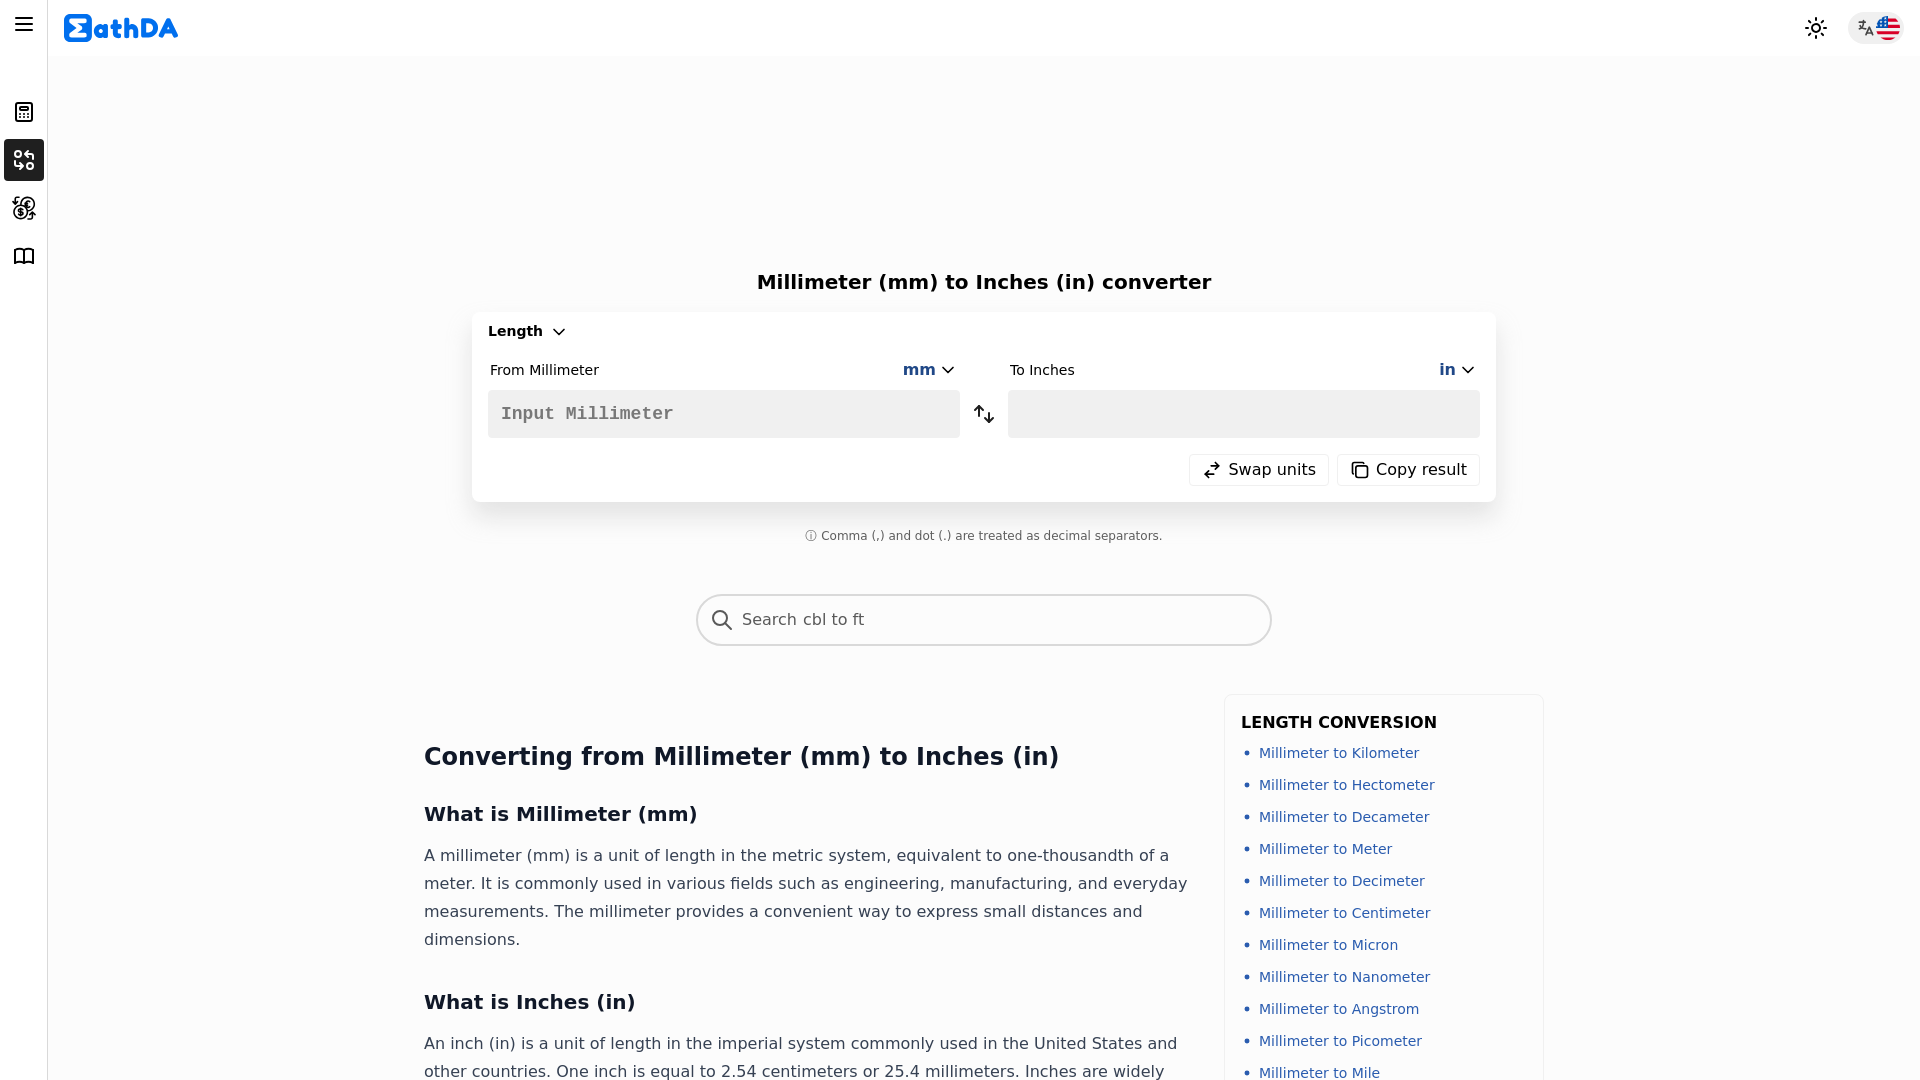 ΣathDA
Millimeter (mm) to Inches (in) converter
Length
From Millimeter
mm
To Inches
in
Input Millimeter
Swap units
Copy result
ⓘ Comma (,) and dot (.) are treated as decimal separators.
Search cbl to ft
Converting from Millimeter (mm) to Inches (in)
What is Millimeter (mm)
A millimeter (mm) is a unit of length in the metric system, equivalent to one-thousandth of a
meter. It is commonly used in various fields such as engineering, manufacturing, and everyday
measurements. The millimeter provides a convenient way to express small distances and
dimensions.
What is Inches (in)
An inch (in) is a unit of length in the imperial system commonly used in the United States and
other countries. One inch is equal to 2.54 centimeters or 25.4 millimeters. Inches are widely
LENGTH CONVERSION
• Millimeter to Kilometer
• Millimeter to Hectometer
• Millimeter to Decameter
• Millimeter to Meter
• Millimeter to Decimeter
• Millimeter to Centimeter
• Millimeter to Micron
• Millimeter to Nanometer
• Millimeter to Angstrom
• Millimeter to Picometer
• Millimeter to Mile